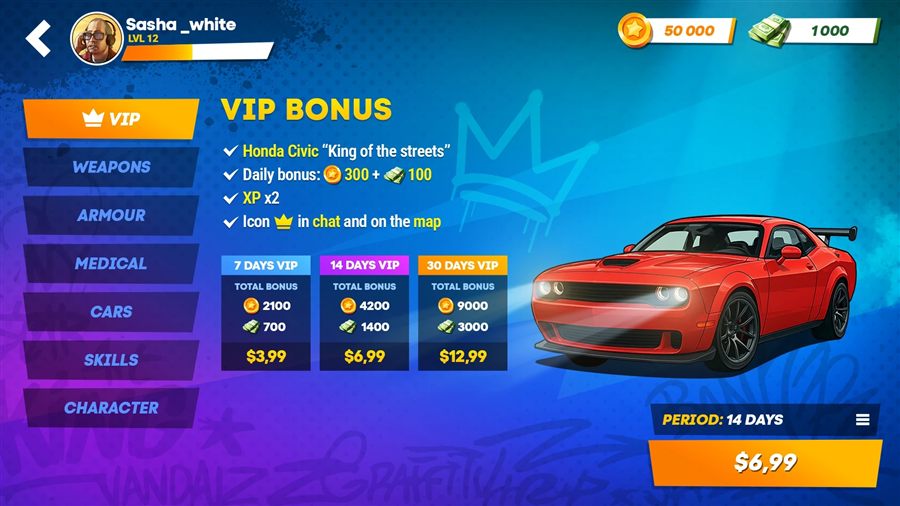 Sasha _white
LVL 12
50 000
1 000
VIP
WEAPONS
ARMOUR
MEDICAL
CARS
SKILLS
CHARACTER
VIP BONUS
Honda Civic “King of the streets”
Daily bonus: 300 + 100
XP x2
Icon in chat and on the map
7 DAYS VIP
TOTAL BONUS
2100
700
$3,99
14 DAYS VIP
TOTAL BONUS
4200
1400
$6,99
30 DAYS VIP
TOTAL BONUS
9000
3000
$12,99
PERIOD: 14 DAYS
$6,99
VANDALZ